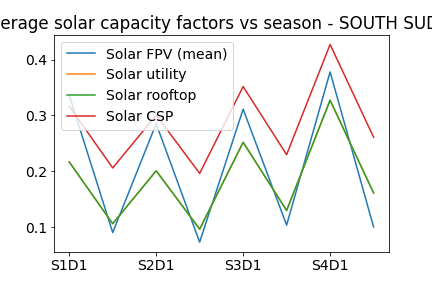 erage solar capacity factors vs season - SOUTH SUD
0.4
0.3
0.2
0.1
Solar FPV (mean)
Solar utility
Solar rooftop
Solar CSP
S1D1 S2D1 S3D1 S4D1